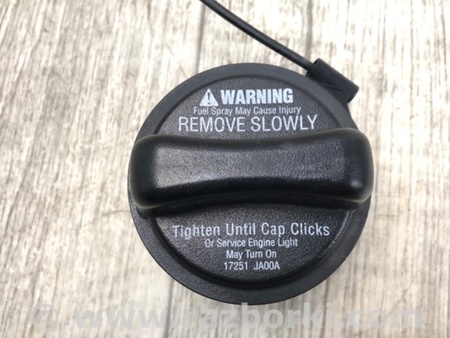 WARNING
Fuel Spray May Cause Injury
REMOVE SLOWLY
Tighten Until Cap Clicks
Or Service Engine Light
May Turn On
17251 JA00A